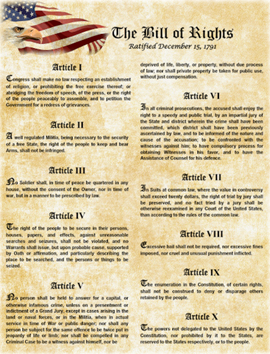 The Bill of Rights
Ratified December 15, 1791
Article I
Congress shall make no law respecting an establishment
of religion, or prohibiting the free exercise thereof; or
abridging the freedom of speech, of the press, or the right
of the people peaceably to assemble, and to petition the
Government for a redress of grievances.
Article II
A well regulated Militia, being necessary to the security
of a free State, the right of the people to keep and bear
Arms, shall not be infringed.
Article III
No Soldier shall, in time of peace be quartered in any
house, without the consent of the Owner, nor in time of
war, but in a manner to be prescribed by law.
Article IV
The right of the people to be secure in their persons,
houses, papers, and effects, against unreasonable
searches and seizures, shall not be violated, and no
Warrants shall issue, but upon probable cause, supported
by Oath or affirmation, and particularly describing the
place to be searched, and the persons or things to be
seized.
Article V
No person shall be held to answer for a capital, or
otherwise infamous crime, unless on a presentment or
indictment of a Grand Jury, except in cases arising in the
land or naval forces, or in the Militia, when in actual
service in time of War or public danger; nor shall any
person be subject for the same offence to be twice put in
jeopardy of life or limb; nor shall be compelled in any
Criminal Case to be a witness against himself, nor be
deprived of life, liberty, or property, without due process
of law; nor shall private property be taken for public use,
without just compensation.
Article VI
In all criminal prosecutions, the accused shall enjoy the
right to a speedy and public trial, by an impartial jury of the
State and district wherein the crime shall have been
committed, which district shall have been previously
ascertained by law, and to be informed of the nature and
cause of the accusation; to be confronted with the
witnesses against him; to have compulsory process for
obtaining Witnesses in his favor, and to have the
Assistance of Counsel for his defence.
Article VII
In Suits at common law, where the value in controversy
shall exceed twenty dollars, the right of trial by jury shall
be preserved, and no fact tried by a jury shall be
otherwise reexamined in any Court of the United States,
than according to the rules of the common law.
Article VIII
Excessive bail shall not be required, nor excessive fines
imposed, nor cruel and unusual punishment inflicted.
Article IX
The enumeration in the Constitution, of certain rights,
shall not be construed to deny or disparage others
retained by the people.
Article X
The powers not delegated to the United States by the
Constitution, nor prohibited by it to the States, are
reserved to the States respectively, or to the people.